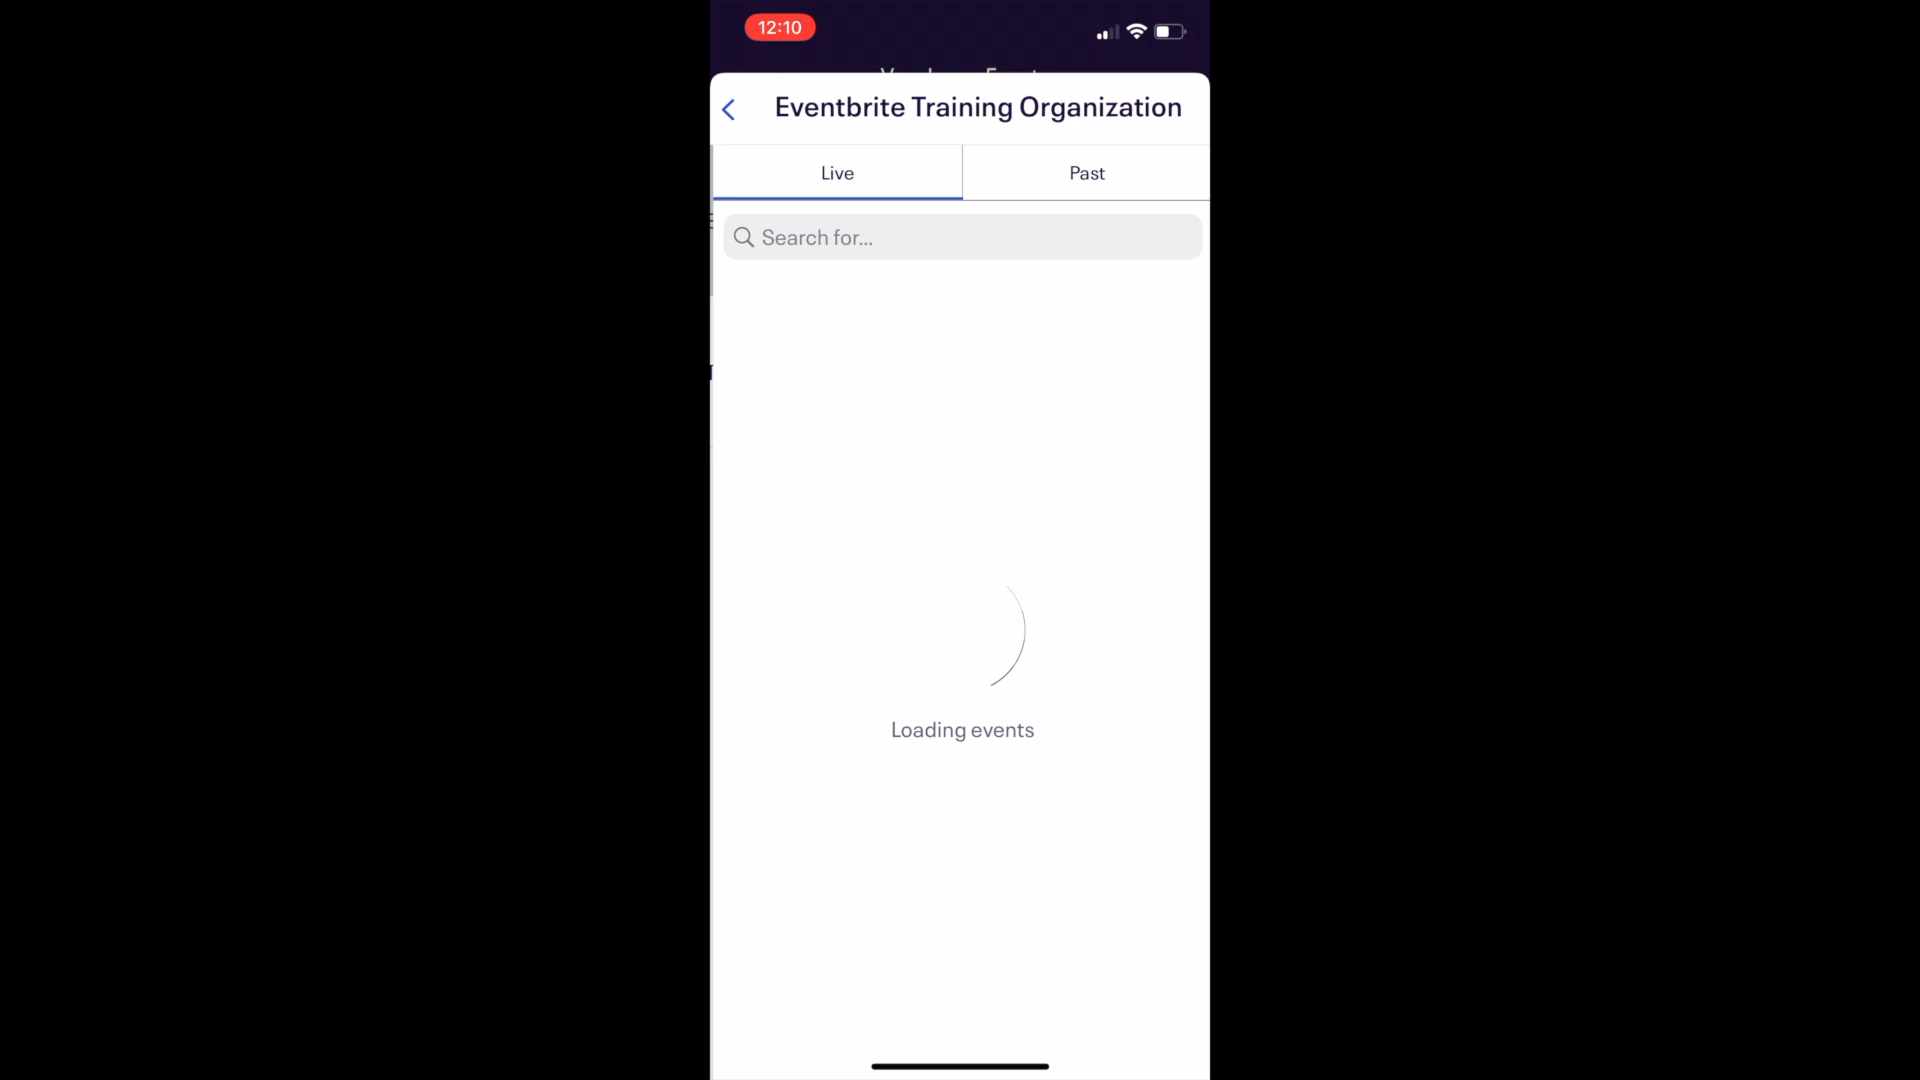 12:10
Eventbrite Training Organization
Live
Past
Search for...
Loading events